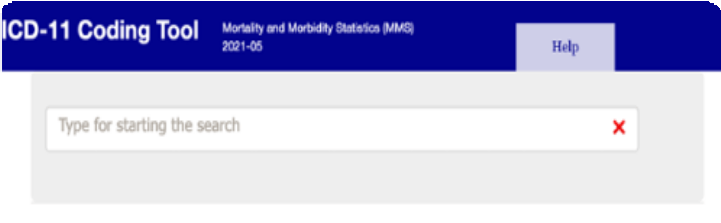 ICD-11 Coding Tool
Mortality and Morbidity Statistics (MMS)
2021-05
Help
Type for starting the search